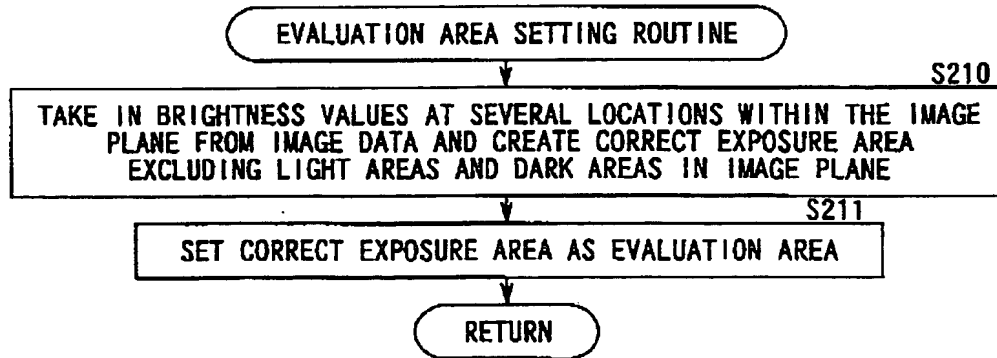 EVALUATION AREA SETTING ROUTINE
S210
TAKE IN BRIGHTNESS VALUES AT SEVERAL LOCATIONS WITHIN THE IMAGE
PLANE FROM IMAGE DATA AND CREATE CORRECT EXPOSURE AREA
EXCLUDING LIGHT AREAS AND DARK AREAS IN IMAGE PLANE
S211
SET CORRECT EXPOSURE AREA AS EVALUATION AREA
RETURN